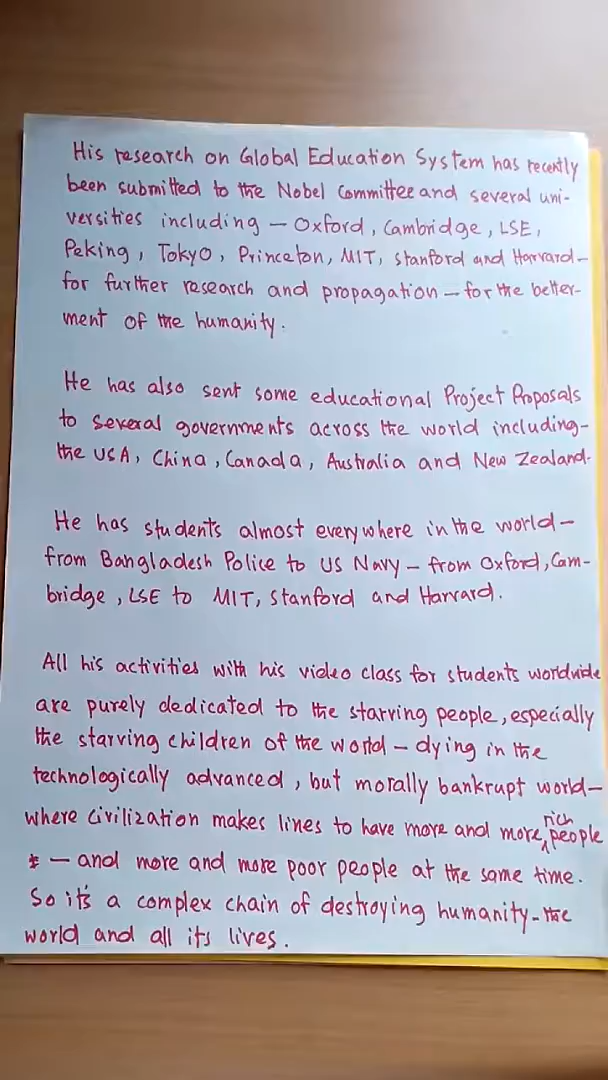 His research on Global Education System has recently
been submitted to the Nobel Committee and several uni-
versities including – Oxford, Cambridge, LSE,
Peking, Tokyo, Princeton, MIT, Stanford and Harvard –
for further research and propagation – for the better-
ment of the humanity.
He has also sent some educational Project Proposals
to several governments across the world including –
the USA, China, Canada, Australia and New Zealand.
He has students almost everywhere in the world –
from Bangladesh Police to US Navy – from Oxford, Cam-
bridge, LSE to MIT, Stanford and Harvard.
All his activities with his video class for students worldwide
are purely dedicated to the starving people, especially
the starving children of the world – dying in the
technologically advanced, but morally bankrupt world –
where civilization makes lines to have more and more rich people
– and more and more poor people at the same time.
So it's a complex chain of destroying humanity – the
world and all its lives.